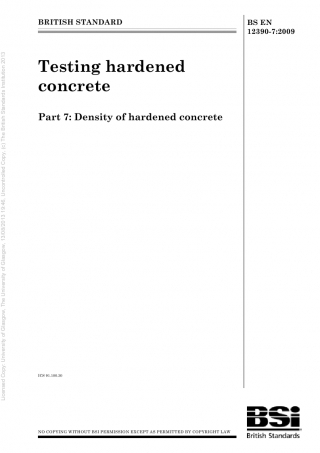 BRITISH STANDARD
BS EN
12390-7:2009
Testing hardened
concrete
Part 7: Density of hardened concrete
Licensed Copy: University of Glasgow, The University of Glasgow, 13/09/2013 13:46, Uncontrolled Copy, (c) The British Standards Institution 2013
ICS 91.100.30
NO COPYING WITHOUT BSI PERMISSION EXCEPT AS PERMITTED BY COPYRIGHT LAW
BSi
British Standards